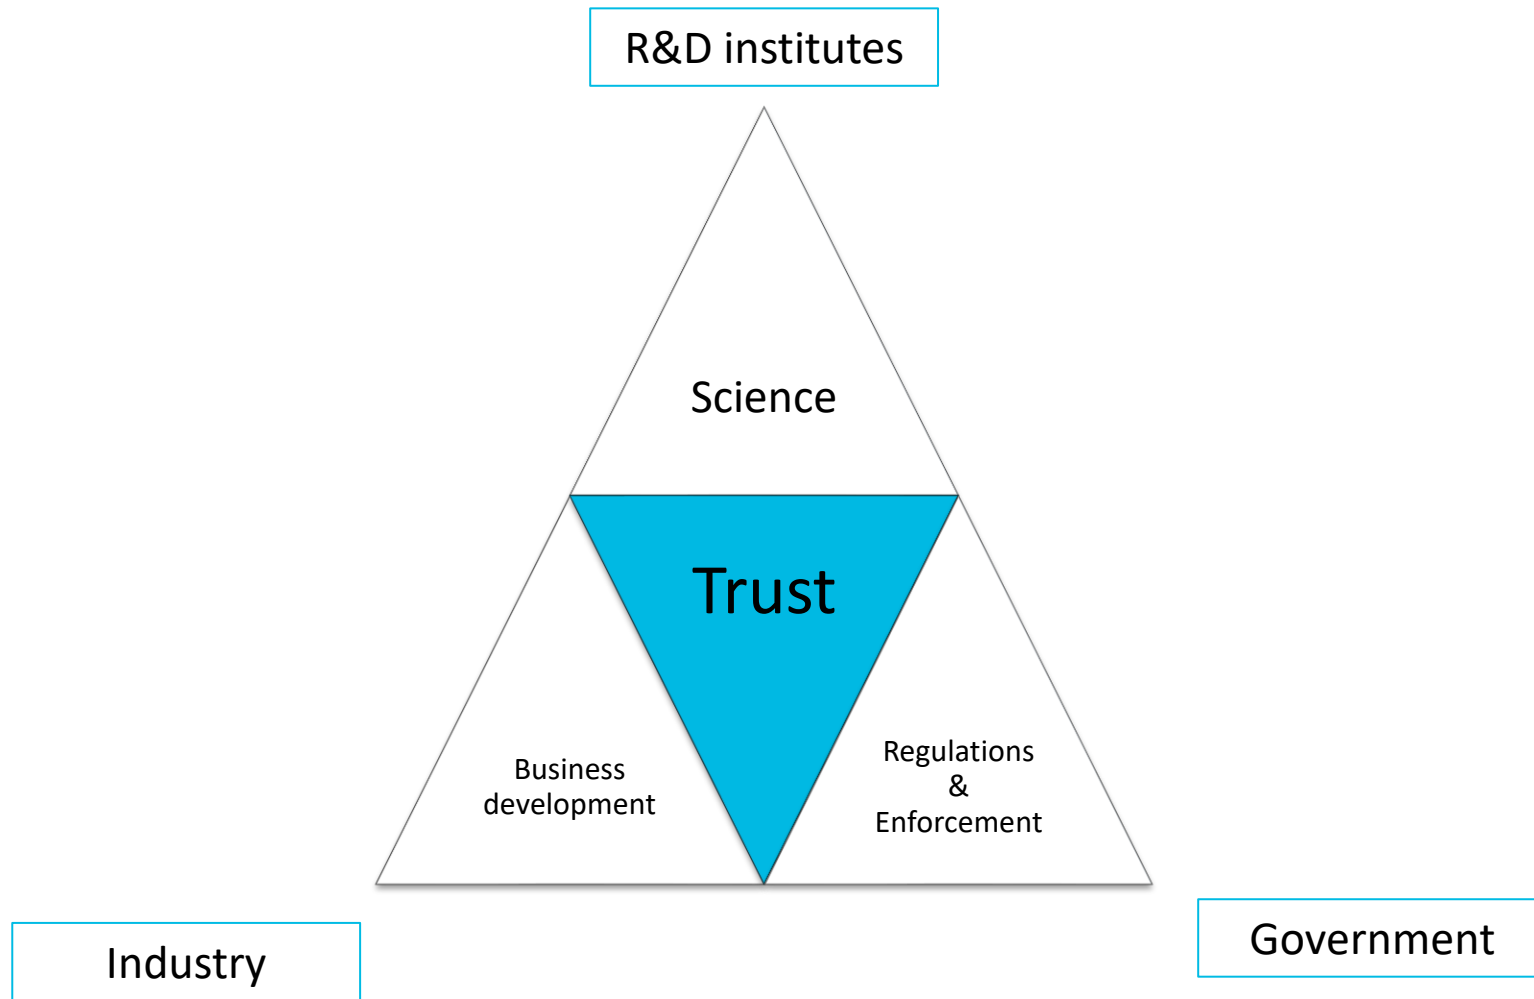 R&D institutes
Science
Trust
Business
development
Regulations
&
Enforcement
Industry
Government